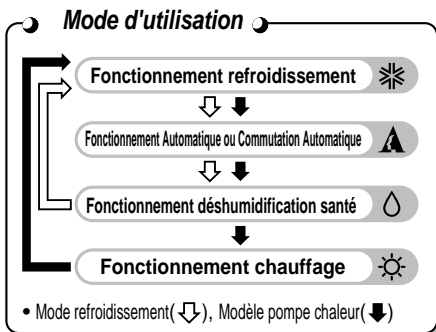 Mode d'utilisation
Fonctionnement refroidissement
Fonctionnement Automatique ou Commutation Automatique
Fonctionnement déshumidification santé
Fonctionnement chauffage
• Mode refroidissement(⇩), Modèle pompe chaleur(⬇)